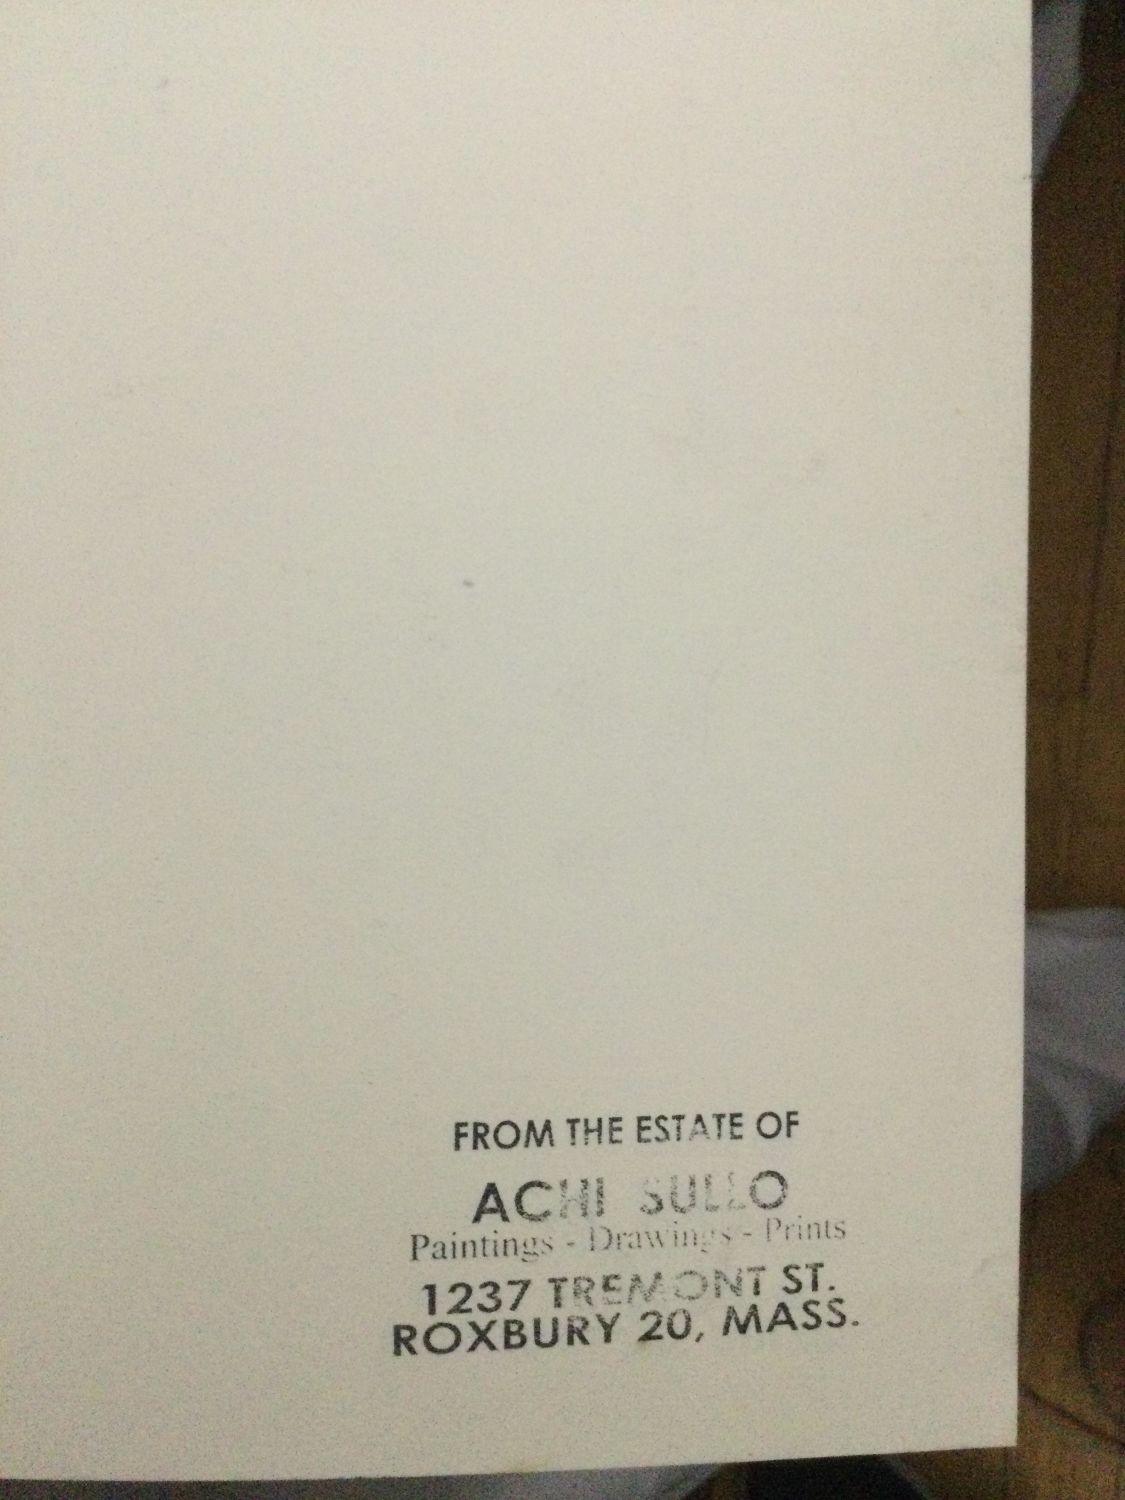 FROM THE ESTATE OF
ACHI SULLO
Paintings - Drawings - Prints
1237 TREMONT ST.
ROXBURY 20, MASS.